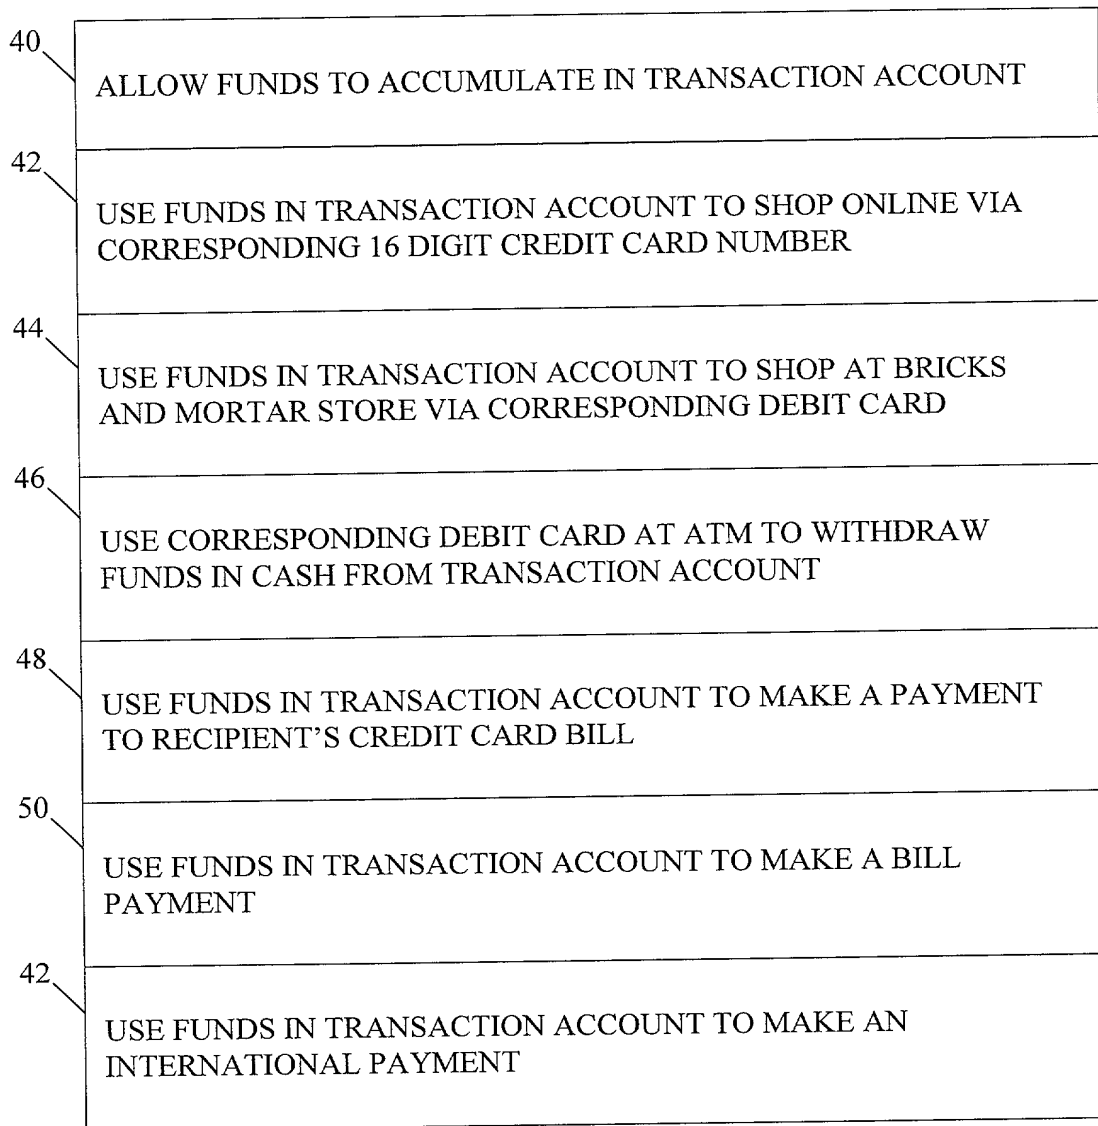 40
ALLOW FUNDS TO ACCUMULATE IN TRANSACTION ACCOUNT
42
USE FUNDS IN TRANSACTION ACCOUNT TO SHOP ONLINE VIA
CORRESPONDING 16 DIGIT CREDIT CARD NUMBER
44
USE FUNDS IN TRANSACTION ACCOUNT TO SHOP AT BRICKS
AND MORTAR STORE VIA CORRESPONDING DEBIT CARD
46
USE CORRESPONDING DEBIT CARD AT ATM TO WITHDRAW
FUNDS IN CASH FROM TRANSACTION ACCOUNT
48
USE FUNDS IN TRANSACTION ACCOUNT TO MAKE A PAYMENT
TO RECIPIENT'S CREDIT CARD BILL
50
USE FUNDS IN TRANSACTION ACCOUNT TO MAKE A BILL
PAYMENT
42
USE FUNDS IN TRANSACTION ACCOUNT TO MAKE AN
INTERNATIONAL PAYMENT